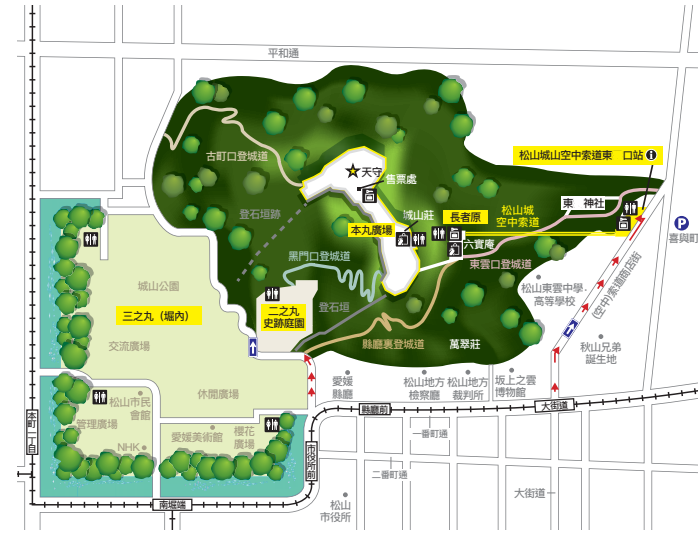 平和通
松山城山空中索道東 口站 i
古町口登城道
天守
售票處
東 神社
登石垣跡
城山莊
長者原
松山城
空中索道
P
喜與町
本丸廣場
六實庵
黑門口登城道
東雲口登城道
城山公園
松山東雲中學.
高等學校
(空中)索道商店街
三之丸（堀內）
二之丸
史跡庭園
登石垣
交流廣場
縣廳裏登城道
萬翠莊
秋山兄弟
誕生地
愛媛
縣廳
松山地方
檢察廳
松山地方
裁判所
坂上之雲
博物館
休閒廣場
松山市民
會館
大街道
縣廳前
本町一丁目
管理廣場
愛媛美術館
櫻花
廣場
一番町通
NHK
市役所前
二番町通
大街道
南堀端
松山
市役所